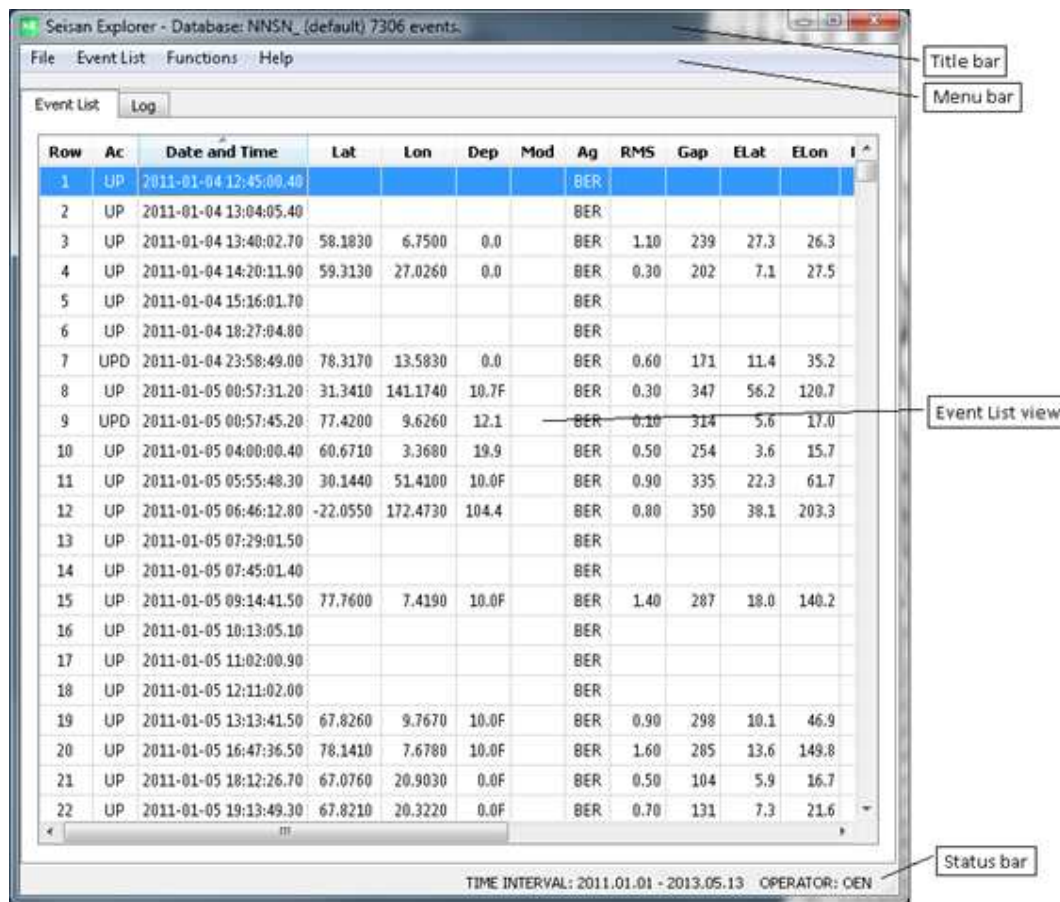 Seisan Explorer - Database: NNSN_ (default) 7306 events.
File Event List Functions Help
Title bar
Menu bar
Event List Log
Row Ac Date and Time Lat Lon Dep Mod Ag RMS Gap ELat ELon
1 UP 2011-01-04 12:45:00.40 BER
2 UP 2011-01-04 13:04:05.40 BER
3 UP 2011-01-04 13:40:02.70 58.1830 6.7500 0.0 BER 1.10 239 27.3 26.3
4 UP 2011-01-04 14:20:11.90 59.3130 27.0260 0.0 BER 0.30 202 7.1 27.5
5 UP 2011-01-04 15:16:01.70 BER
6 UP 2011-01-04 18:27:04.80 BER
7 UPD 2011-01-04 23:58:49.00 78.3170 13.5830 0.0 BER 0.60 171 11.4 35.2
8 UP 2011-01-05 00:57:31.20 31.3410 141.1740 10.7F BER 0.30 347 56.2 120.7
9 UPD 2011-01-05 00:57:45.20 77.4200 9.6260 12.1 BER 0.10 314 5.6 17.0
Event List view
10 UP 2011-01-05 04:00:00.40 60.6710 3.3680 19.9 BER 0.50 254 3.6 15.7
11 UP 2011-01-05 05:55:48.30 30.1440 51.4100 10.0F BER 0.90 335 22.3 61.7
12 UP 2011-01-05 06:46:12.80 -22.0550 172.4730 104.4 BER 0.80 350 38.1 203.3
13 UP 2011-01-05 07:29:01.50 BER
14 UP 2011-01-05 07:45:01.40 BER
15 UP 2011-01-05 09:14:41.50 77.7600 7.4190 10.0F BER 1.40 287 18.0 140.2
16 UP 2011-01-05 10:13:05.10 BER
17 UP 2011-01-05 11:02:00.90 BER
18 UP 2011-01-05 12:11:02.00 BER
19 UP 2011-01-05 13:13:41.50 67.8260 9.7670 10.0F BER 0.90 298 10.1 46.9
20 UP 2011-01-05 16:47:36.50 78.1410 7.6780 10.0F BER 1.60 285 13.6 149.8
21 UP 2011-01-05 18:12:26.70 67.0760 20.9030 0.0F BER 0.50 104 5.9 16.7
22 UP 2011-01-05 19:13:49.30 67.8210 20.3220 0.0F BER 0.70 131 7.3 21.6
Status bar
TIME INTERVAL: 2011.01.01 - 2013.05.13 OPERATOR: OEN